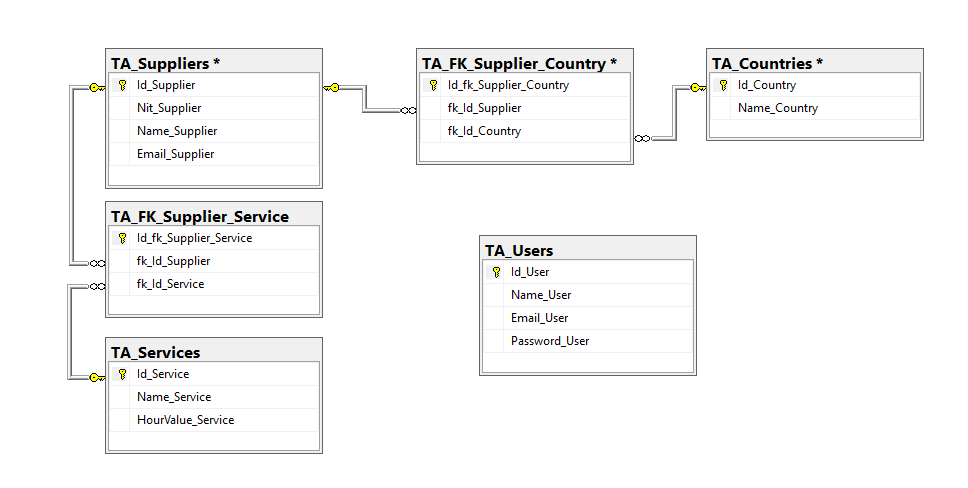 TA_Suppliers *
Id_Supplier
Nit_Supplier
Name_Supplier
Email_Supplier
TA_FK_Supplier_Country *
Id_fk_Supplier_Country
fk_Id_Supplier
fk_Id_Country
TA_Countries *
Id_Country
Name_Country
TA_FK_Supplier_Service
Id_fk_Supplier_Service
fk_Id_Supplier
fk_Id_Service
TA_Users
Id_User
Name_User
Email_User
Password_User
TA_Services
Id_Service
Name_Service
HourValue_Service